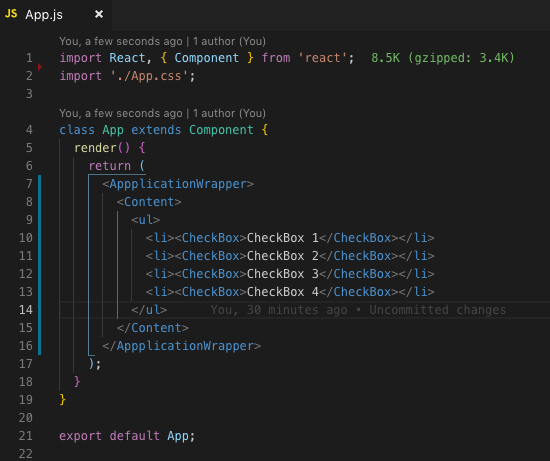 JS App.js ×
You, a few seconds ago | 1 author (You)
1 import React, { Component } from 'react'; 8.5K (gzipped: 3.4K)
2 import './App.css';
3
You, a few seconds ago | 1 author (You)
4 class App extends Component {
5 render() {
6 return (
7 <AppplicationWrapper>
8 <Content>
9 <ul>
10 <li><CheckBox>CheckBox 1</CheckBox></li>
11 <li><CheckBox>CheckBox 2</CheckBox></li>
12 <li><CheckBox>CheckBox 3</CheckBox></li>
13 <li><CheckBox>CheckBox 4</CheckBox></li>
14 </ul> You, 30 minutes ago • Uncommitted changes
15 </Content>
16 </AppplicationWrapper>
17 );
18 }
19 }
20
21 export default App;
22